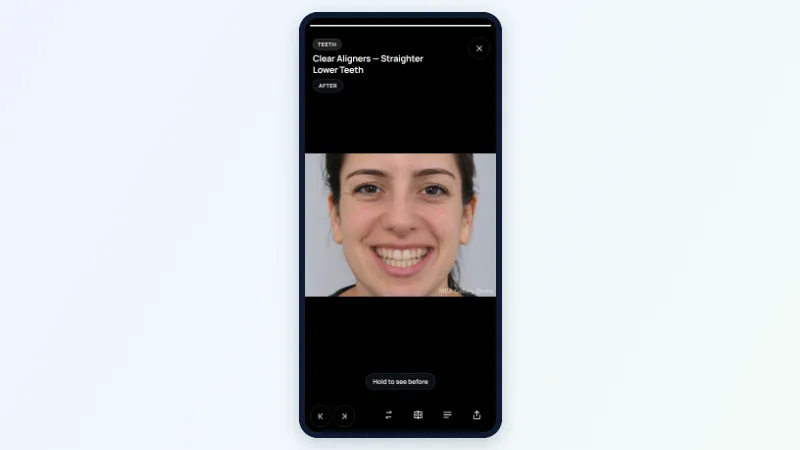 TEETH
Clear Aligners — Straighter
Lower Teeth
AFTER
Hold to see before